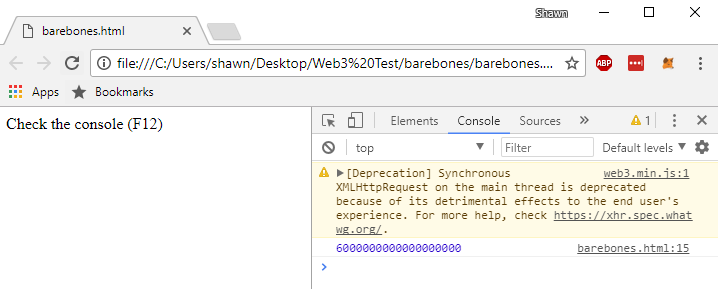 Shawn
barebones.html
file:///C:/Users/shawn/Desktop/Web3%20Test/barebones/barebones....
ABP
Apps Bookmarks
Check the console (F12)
Elements Console Sources » 1
top Filter Default levels
[Deprecation] Synchronous web3.min.js:1
XMLHttpRequest on the main thread is deprecated
because of its detrimental effects to the end user's
experience. For more help, check https://xhr.spec.what
wg.org/.
6000000000000000000 barebones.html:15